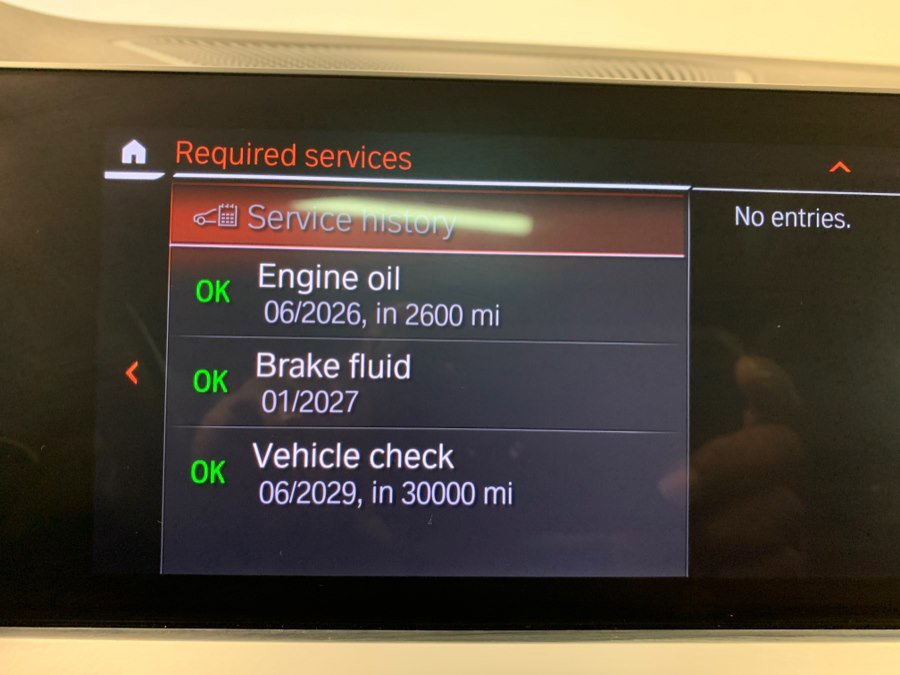 Required services
Service history
No entries.
OK
Engine oil
06/2026, in 2600 mi
OK
Brake fluid
01/2027
OK
Vehicle check
06/2029, in 30000 mi